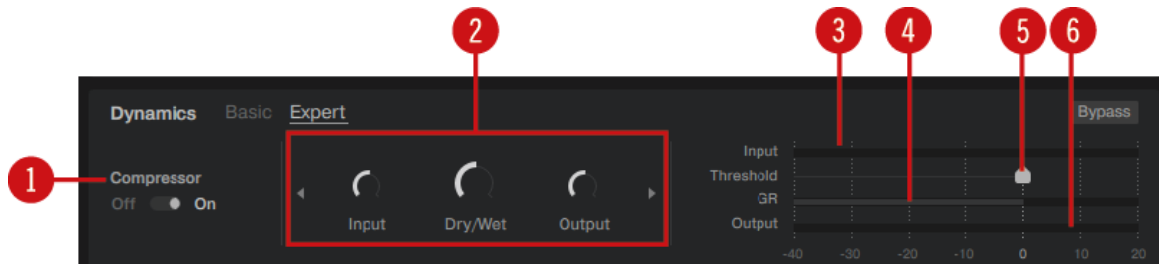 2 3 4 5 6
Dynamics Basic Expert Bypass
Input
1 Compressor Threshold
Off On GR
Input Dry/Wet Output Output
-40 -30 -20 -10 0 10 20